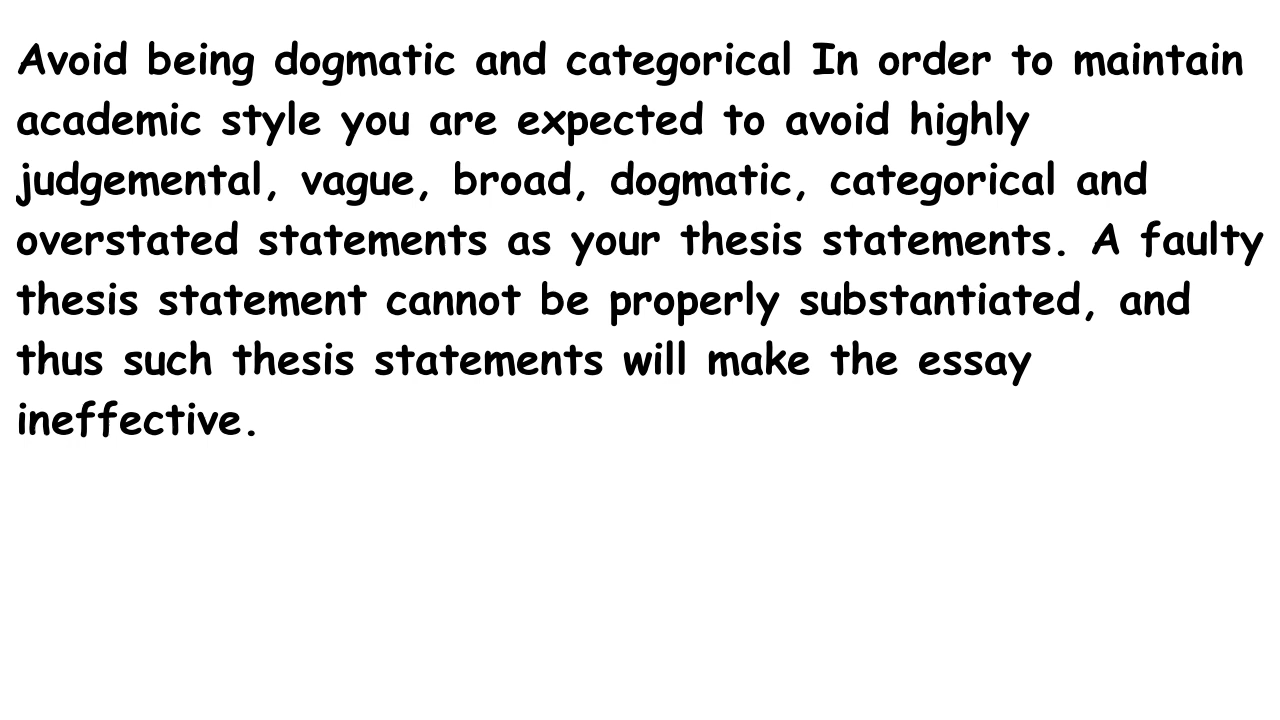 Avoid being dogmatic and categorical In order to maintain
academic style you are expected to avoid highly
judgemental, vague, broad, dogmatic, categorical and
overstated statements as your thesis statements. A faulty
thesis statement cannot be properly substantiated, and
thus such thesis statements will make the essay
ineffective.